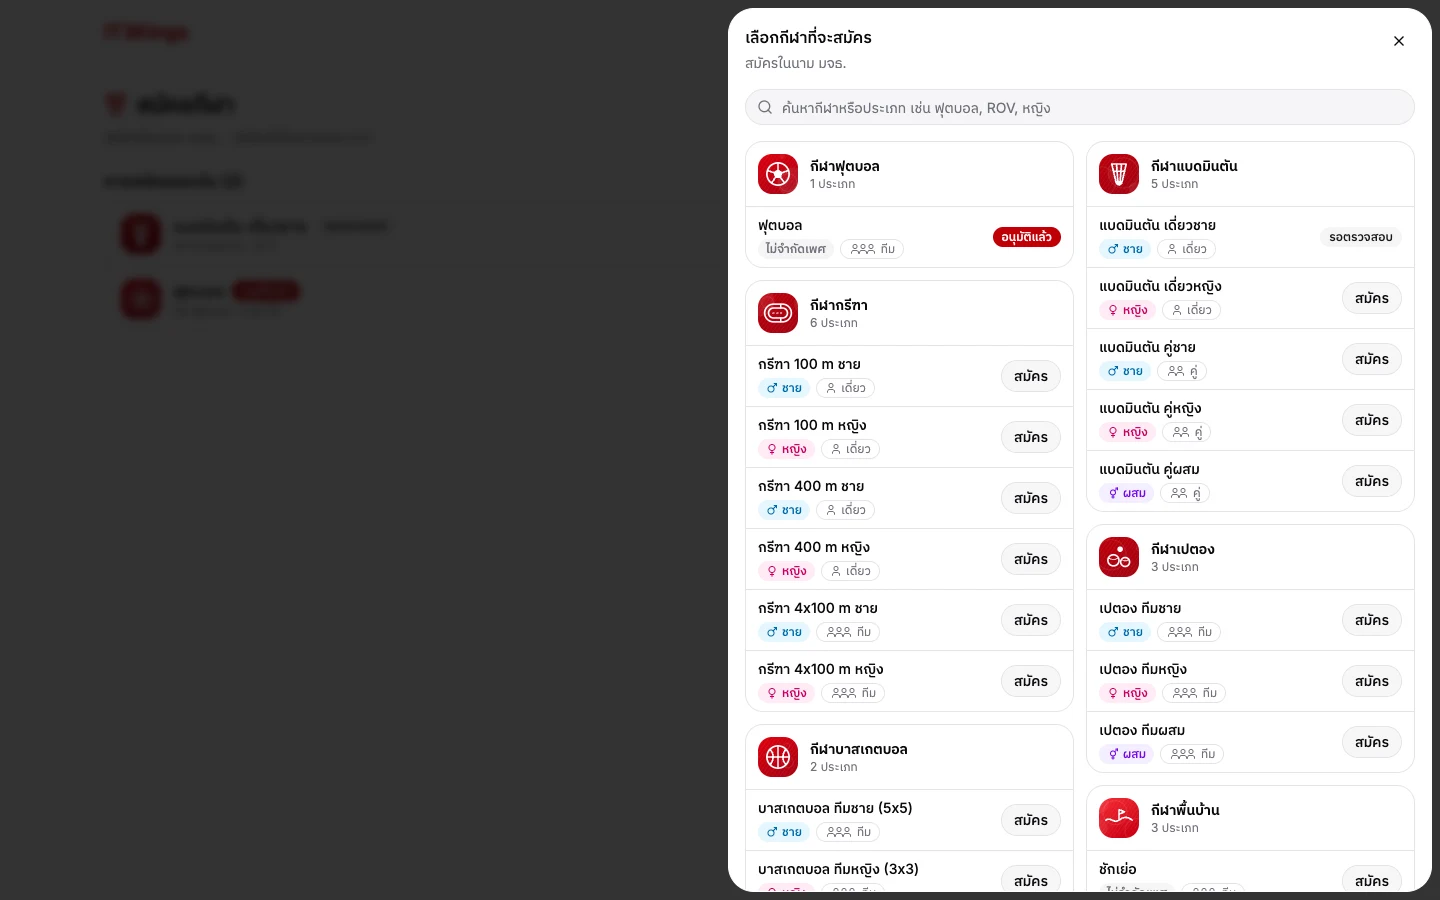 เลือกกีฬาที่จะสมัคร
สมัครในนาม มจธ.
ค้นหากีฬาหรือประเภท เช่น ฟุตบอล, ROV, หญิง
กีฬาฟุตบอล
1 ประเภท
ฟุตบอล
ไม่จำกัดเพศ ทีม
อนุมัติแล้ว
กีฬากรีฑา
6 ประเภท
กรีฑา 100 m ชาย
ชาย เดี่ยว
สมัคร
กรีฑา 100 m หญิง
หญิง เดี่ยว
สมัคร
กรีฑา 400 m ชาย
ชาย เดี่ยว
สมัคร
กรีฑา 400 m หญิง
หญิง เดี่ยว
สมัคร
กรีฑา 4x100 m ชาย
ชาย ทีม
สมัคร
กรีฑา 4x100 m หญิง
หญิง ทีม
สมัคร
กีฬาบาสเกตบอล
2 ประเภท
บาสเกตบอล ทีมชาย (5x5)
ชาย ทีม
สมัคร
บาสเกตบอล ทีมหญิง (3x3)
หญิง ทีม
สมัคร
กีฬาแบดมินตัน
5 ประเภท
แบดมินตัน เดี่ยวชาย
ชาย เดี่ยว
รอตรวจสอบ
แบดมินตัน เดี่ยวหญิง
หญิง เดี่ยว
สมัคร
แบดมินตัน คู่ชาย
ชาย คู่
สมัคร
แบดมินตัน คู่หญิง
หญิง คู่
สมัคร
แบดมินตัน คู่ผสม
ผสม คู่
สมัคร
กีฬาเปตอง
3 ประเภท
เปตอง ทีมชาย
ชาย ทีม
สมัคร
เปตอง ทีมหญิง
หญิง ทีม
สมัคร
เปตอง ทีมผสม
ผสม ทีม
สมัคร
กีฬาพื้นบ้าน
3 ประเภท
ชักเย่อ
ไม่จำกัดเพศ ทีม
สมัคร